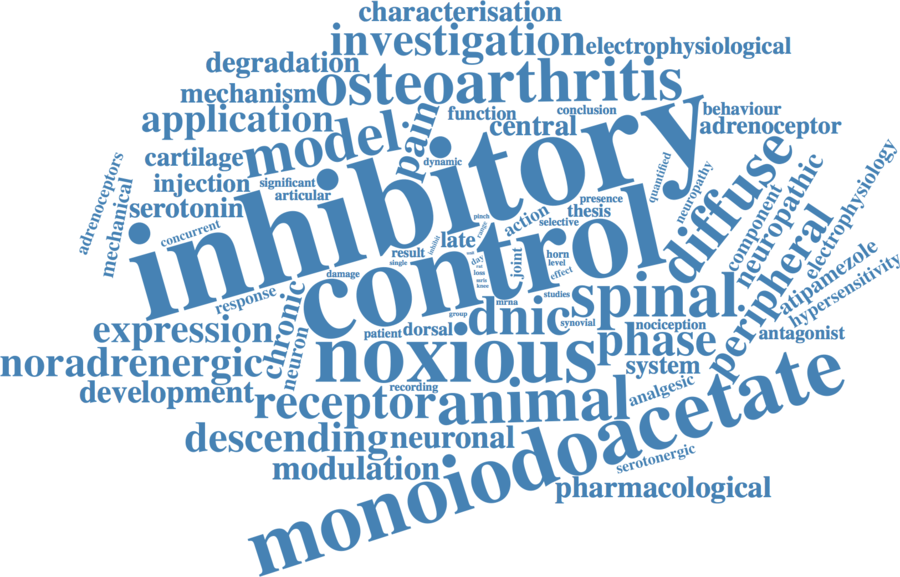 characterisation
investigation
electrophysiological
degradation
osteoarthritis
mechanism
application
function
conclusion
behaviour
central
adrenoceptor
model
pain
cartilage
dynamic
inhibitory
injection
significant
articular
serotonin
adrenoceptors
mechanical
concurrent
quantified
neuropathy
diffuse
component
neuropathic
electrophysiology
pinch
range
action
presence
thesis
selective
late
inhibit
result
single
day
joint
horn
level
effect
control
damage
response
chronic
mrna
studies
spinal
peripheral
atipamezole
hypersensitivity
expression
patient
dorsal
group
dnic
synovial
nociception
antagonist
noradrenergic
neuron
noxious
phase
system
development
recording
receptor
animal
analgesic
descending
neuronal
monoiodoacetate
modulation
serotonergic
pharmacological